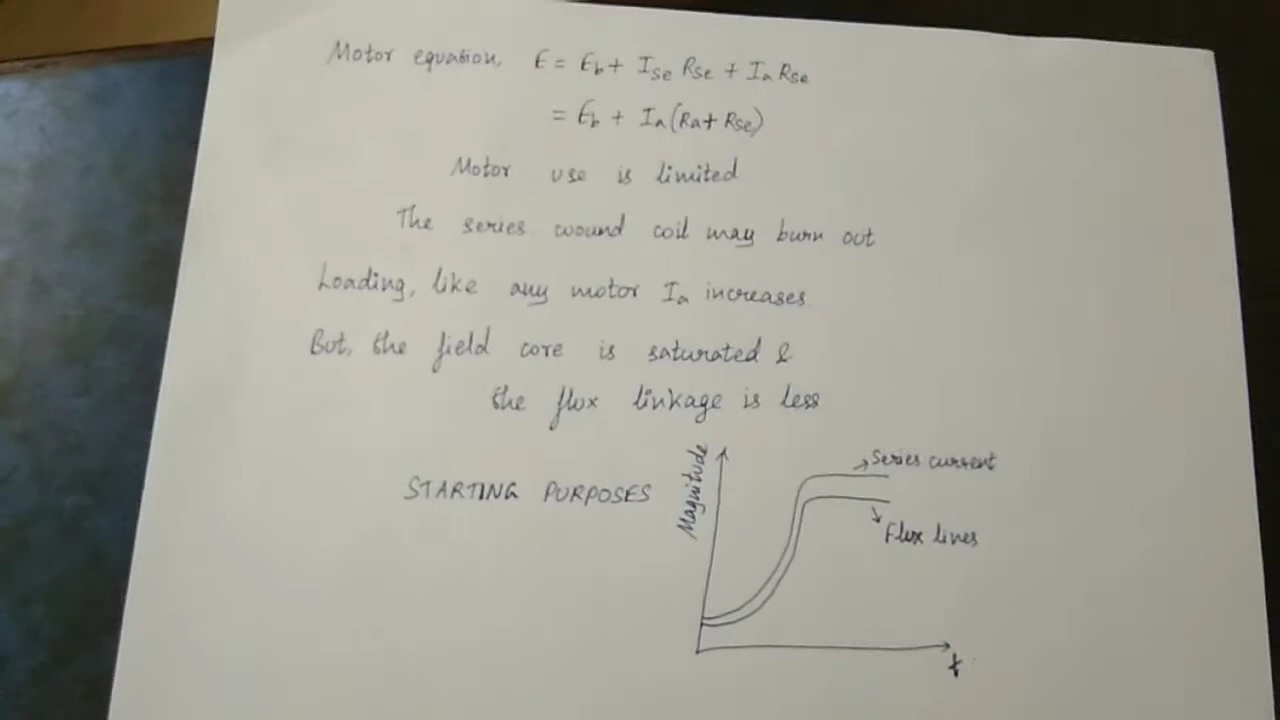 Motor equation, E = Eb + Ise Rse + Ia Rse
= Eb + Ia (Ra + Rse)
Motor use is limited
The series wound coil may burn out
Loading, like any motor Ia increases
But, the field core is saturated &
the flux linkage is less
STARTING PURPOSES
Magnitude
Series current
Flux lines
t